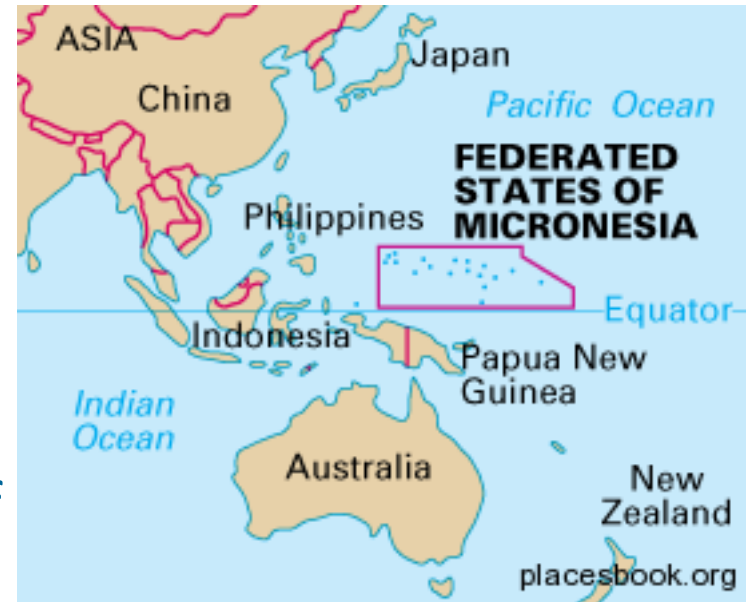 ASIA
Japan
China
Pacific Ocean
FEDERATED
STATES OF
MICRONESIA
Philippines
Equator
Indonesia
Papua New
Guinea
Indian
Ocean
Australia
New
Zealand
placesbook.org